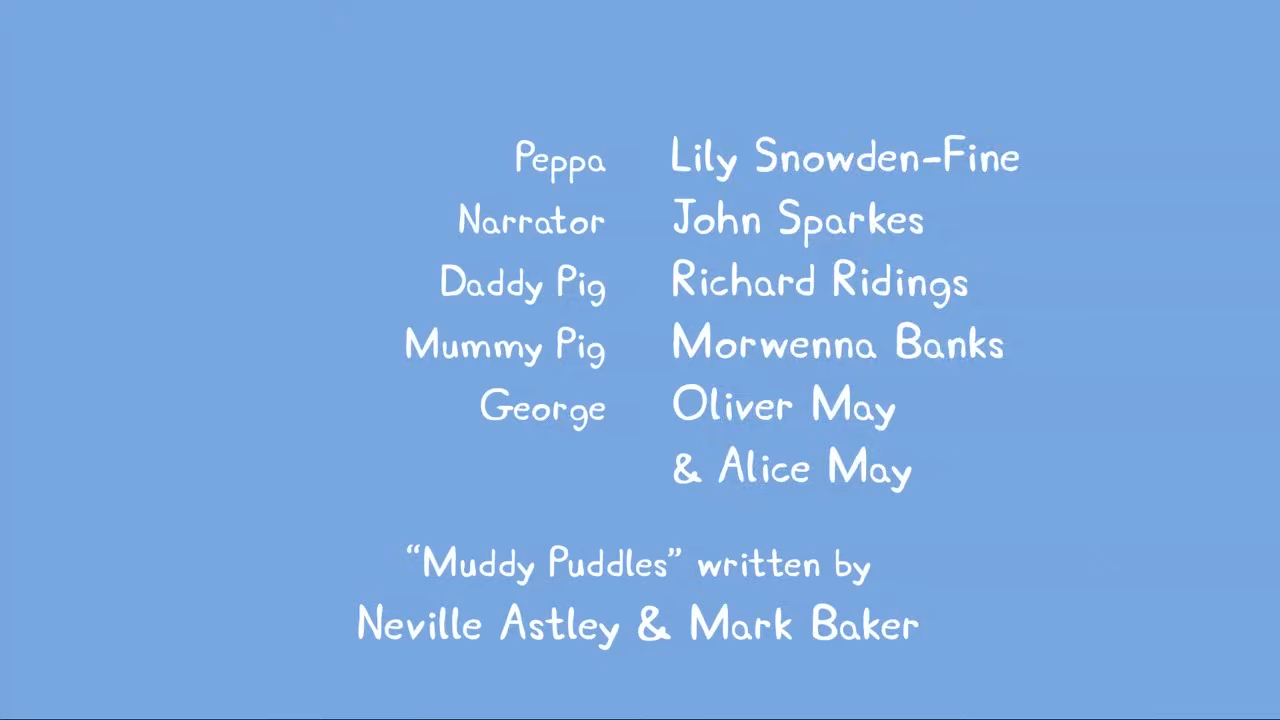 Peppa Lily Snowden-Fine
Narrator John Sparkes
Daddy Pig Richard Ridings
Mummy Pig Morwenna Banks
George Oliver May
& Alice May
“Muddy Puddles” written by
Neville Astley & Mark Baker